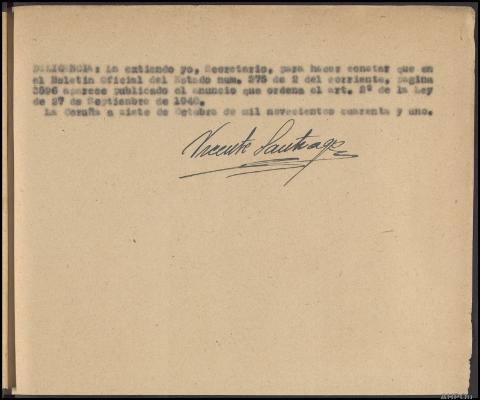 DILIGENCIA: La extiendo yo, Secretario, para hacer constar que en
el Boletin Oficial del Estado num. 275 de 2 del corriente, pagina
3596 aparece publicado el anuncio que ordena el art. 2º de la Ley
de 27 de Septiembre de 1940.
La Coruña a siete de Octubre de mil novecientos cuarenta y uno.
Vicente Santiago